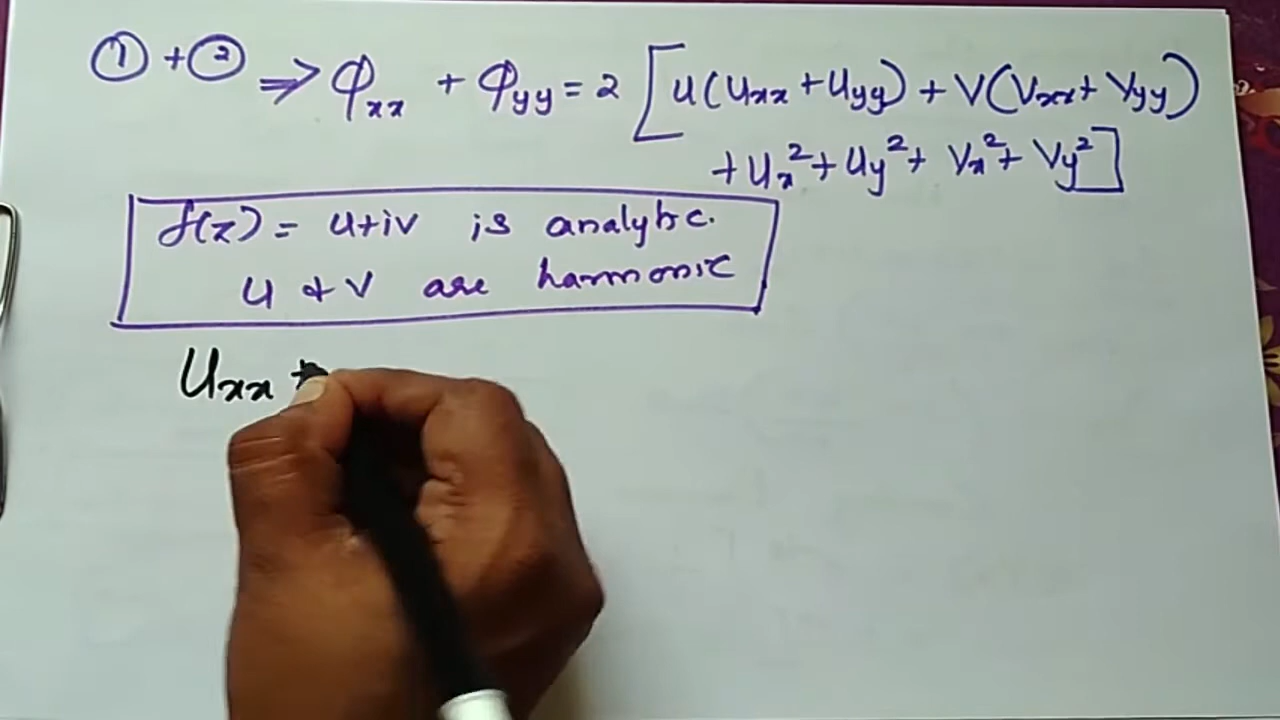 ① + ② ⇒ φxx + φyy = 2 [ u(uxx + uyy) + v(vxx + vyy)
+ ux² + uy² + vx² + vy² ]
f(z) = u+iv is analytic.
u & v are harmonic
uxx +